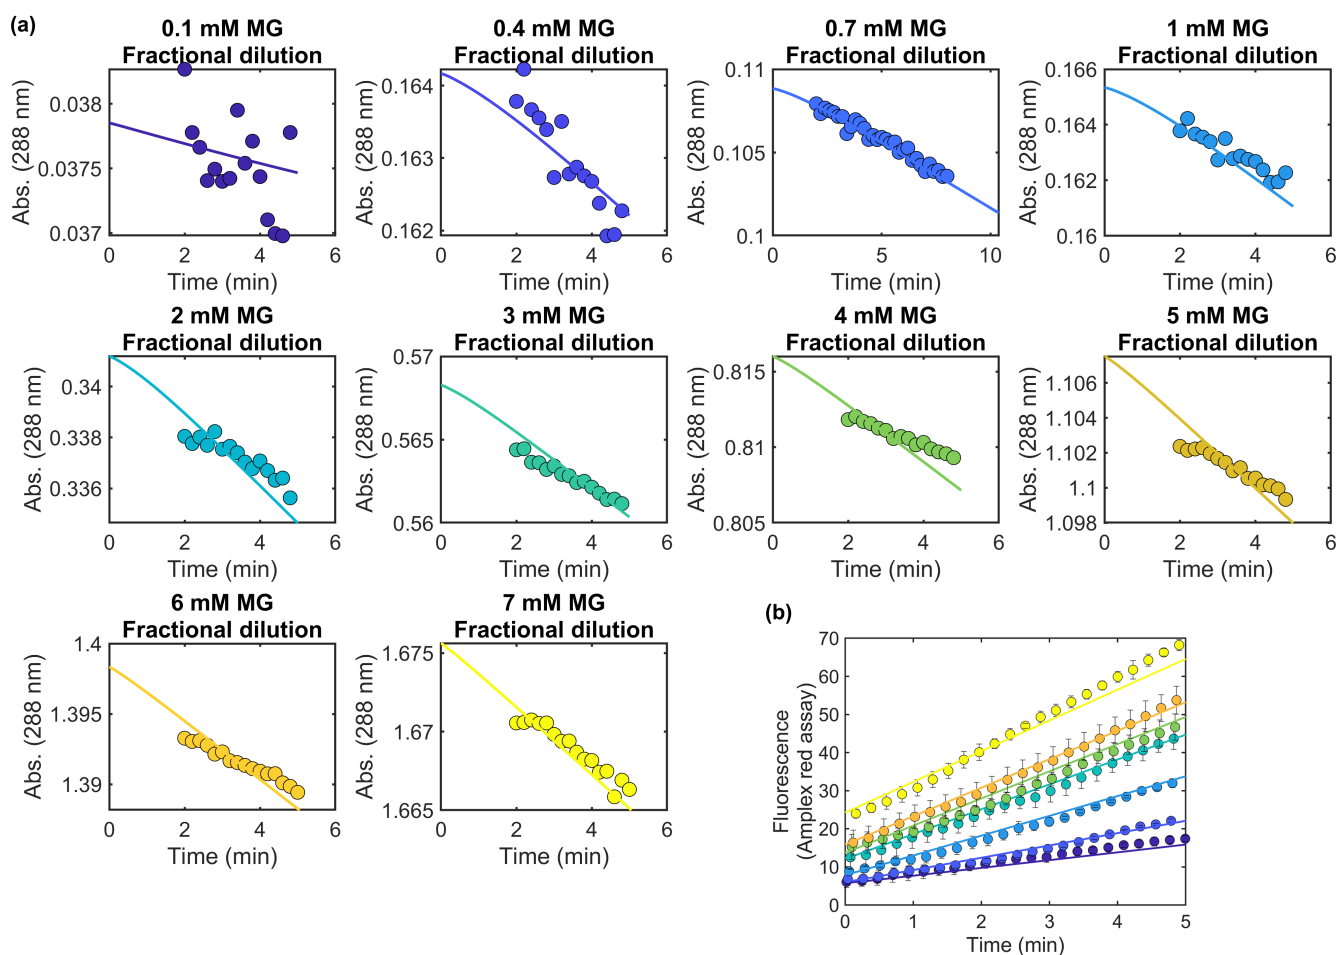 (a)
0.1 mM MG
Fractional dilution
0.038
0.0375
0.037
Abs. (288 nm)
0 2 4 6
Time (min)
0.4 mM MG
Fractional dilution
0.164
0.163
0.162
Abs. (288 nm)
0 2 4 6
Time (min)
0.7 mM MG
Fractional dilution
0.11
0.105
0.1
Abs. (288 nm)
0 5 10
Time (min)
1 mM MG
Fractional dilution
0.166
0.164
0.162
0.16
Abs. (288 nm)
0 2 4 6
Time (min)
2 mM MG
Fractional dilution
0.34
0.338
0.336
Abs. (288 nm)
0 2 4 6
Time (min)
3 mM MG
Fractional dilution
0.57
0.565
0.56
Abs. (288 nm)
0 2 4 6
Time (min)
4 mM MG
Fractional dilution
0.815
0.81
0.805
Abs. (288 nm)
0 2 4 6
Time (min)
5 mM MG
Fractional dilution
1.106
1.104
1.102
1.1
1.098
Abs. (288 nm)
0 2 4 6
Time (min)
6 mM MG
Fractional dilution
1.4
1.395
1.39
Abs. (288 nm)
0 2 4 6
Time (min)
7 mM MG
Fractional dilution
1.675
1.67
1.665
Abs. (288 nm)
0 2 4 6
Time (min)
(b)
70
60
50
40
30
20
10
0
Fluorescence
(Amplex red assay)
0 1 2 3 4 5
Time (min)